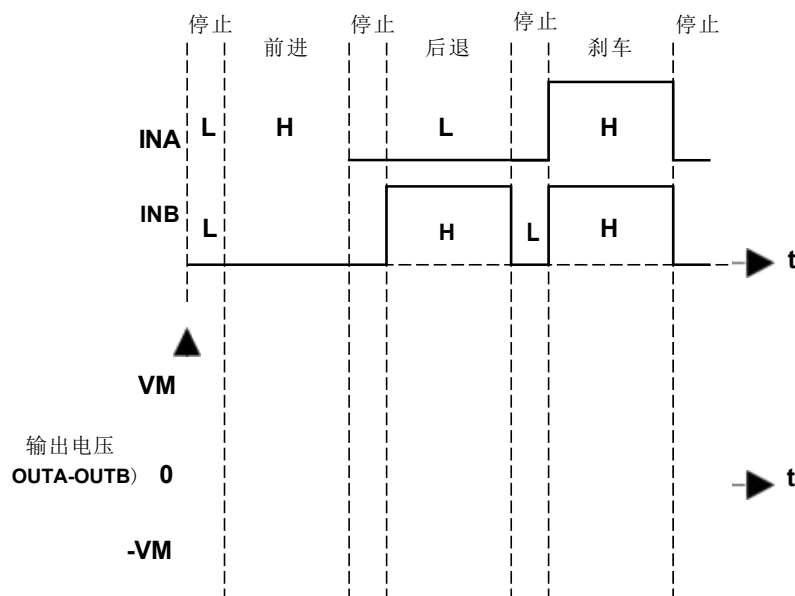 停止 停止 停止 停止
前进 后退 刹车
INA L H L H
INB L H L H
t
VM
输出电压
OUTA-OUTB） 0
t
-VM